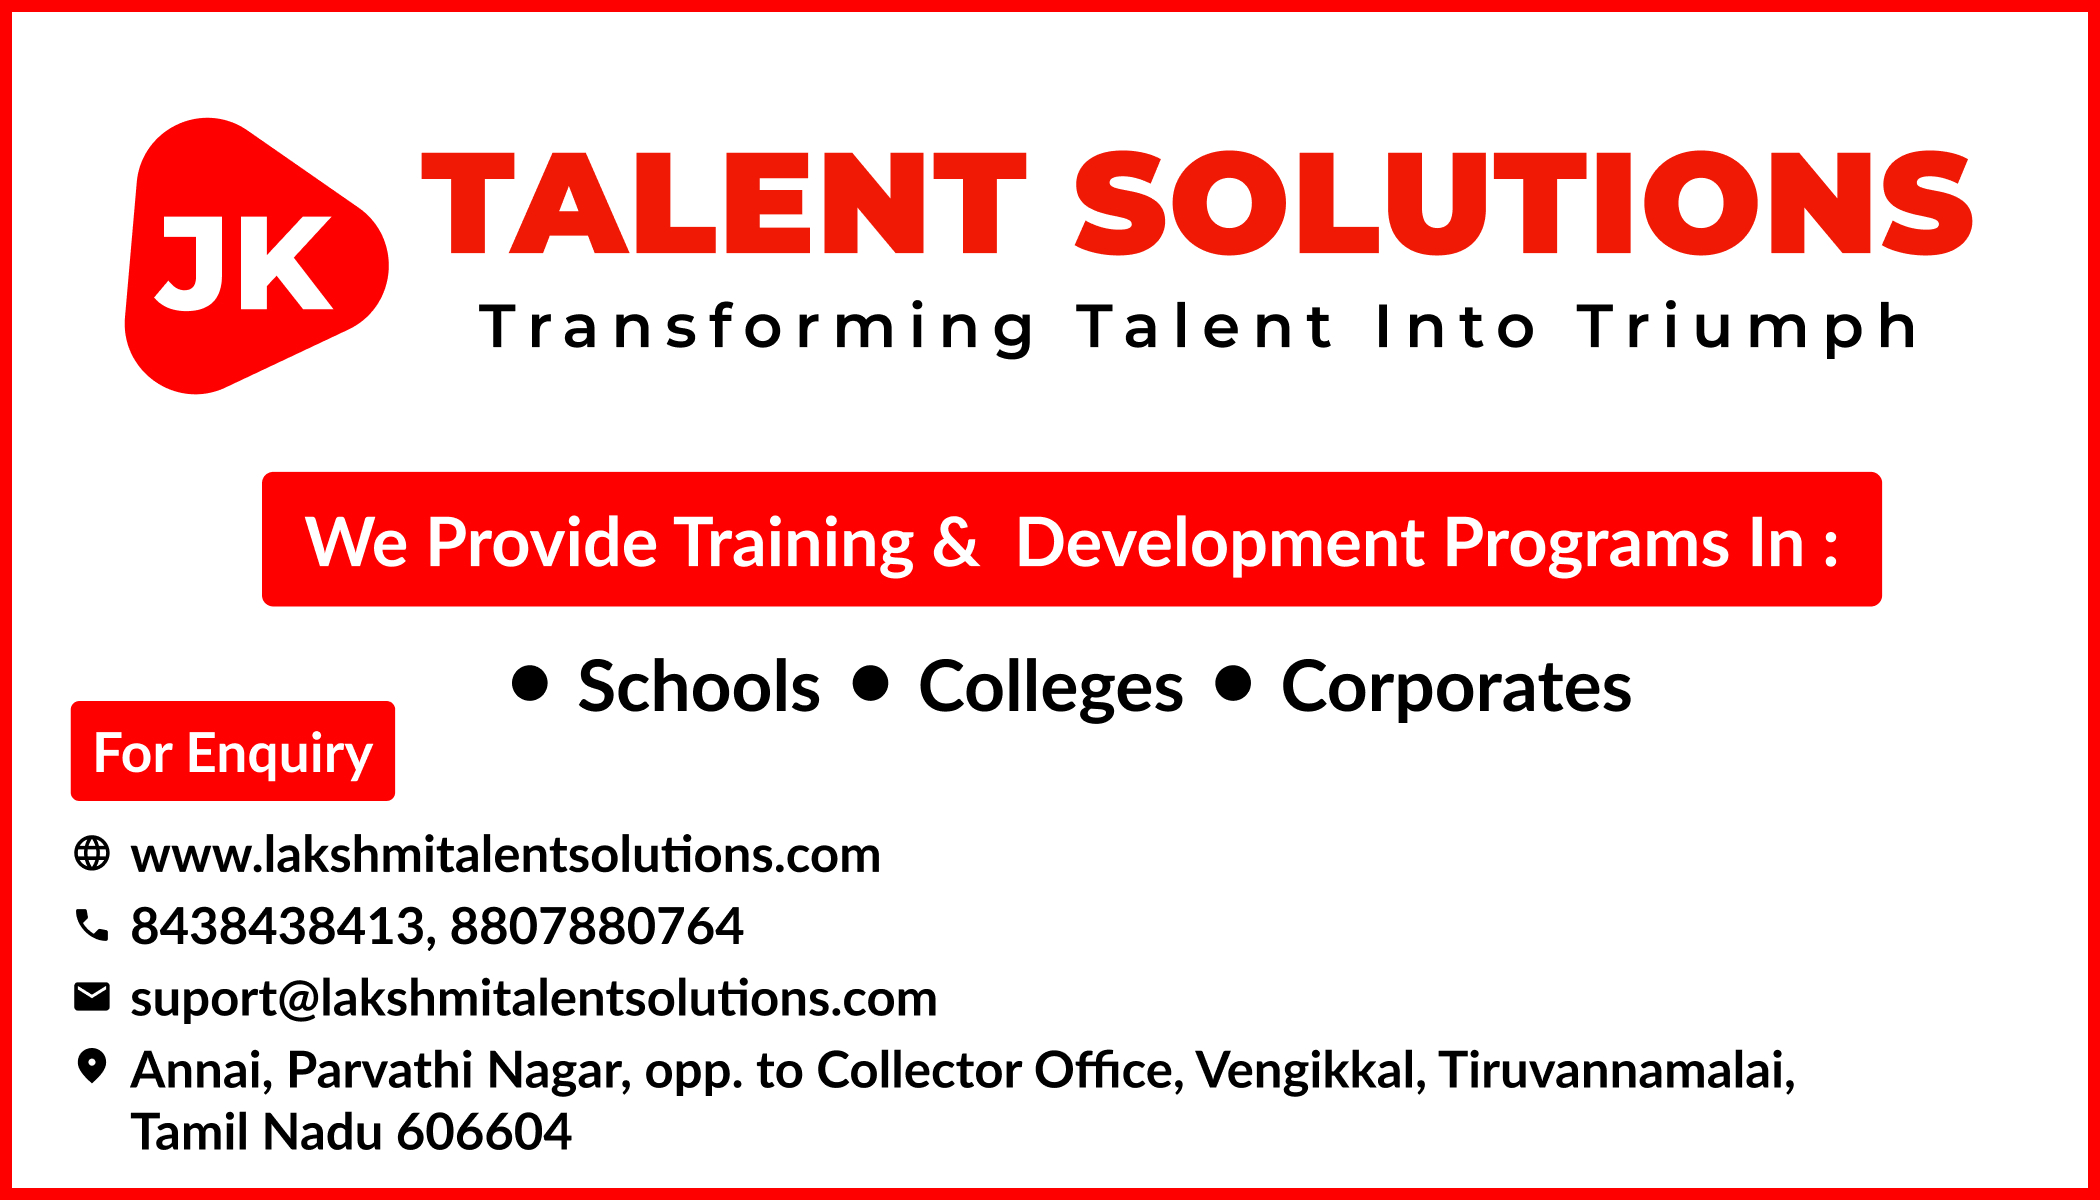 JK
TALENT SOLUTIONS
Transforming Talent Into Triumph
We Provide Training & Development Programs In :
• Schools • Colleges • Corporates
For Enquiry
www.lakshmitalentsolutions.com
8438438413, 8807880764
suport@lakshmitalentsolutions.com
Annai, Parvathi Nagar, opp. to Collector Office, Vengikkal, Tiruvannamalai,
Tamil Nadu 606604